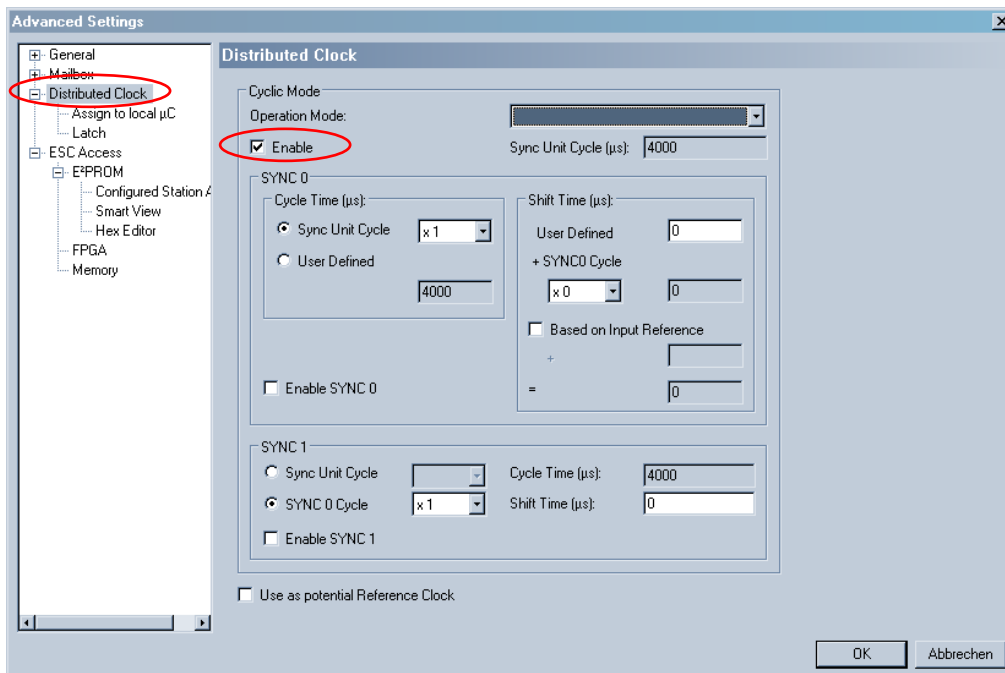 Advanced Settings
General
Mailbox
Distributed Clock
Assign to local µC
Latch
ESC Access
E²PROM
Configured Station A
Smart View
Hex Editor
FPGA
Memory
Distributed Clock
Cyclic Mode
Operation Mode:
Enable
Sync Unit Cycle (µs): 4000
SYNC 0
Cycle Time (µs):
Sync Unit Cycle x 1
User Defined
4000
Enable SYNC 0
Shift Time (µs):
User Defined 0
+ SYNC0 Cycle
x 0 0
Based on Input Reference
+
= 0
SYNC 1
Sync Unit Cycle
Cycle Time (µs): 4000
SYNC 0 Cycle x 1
Shift Time (µs): 0
Enable SYNC 1
Use as potential Reference Clock
OK Abbrechen